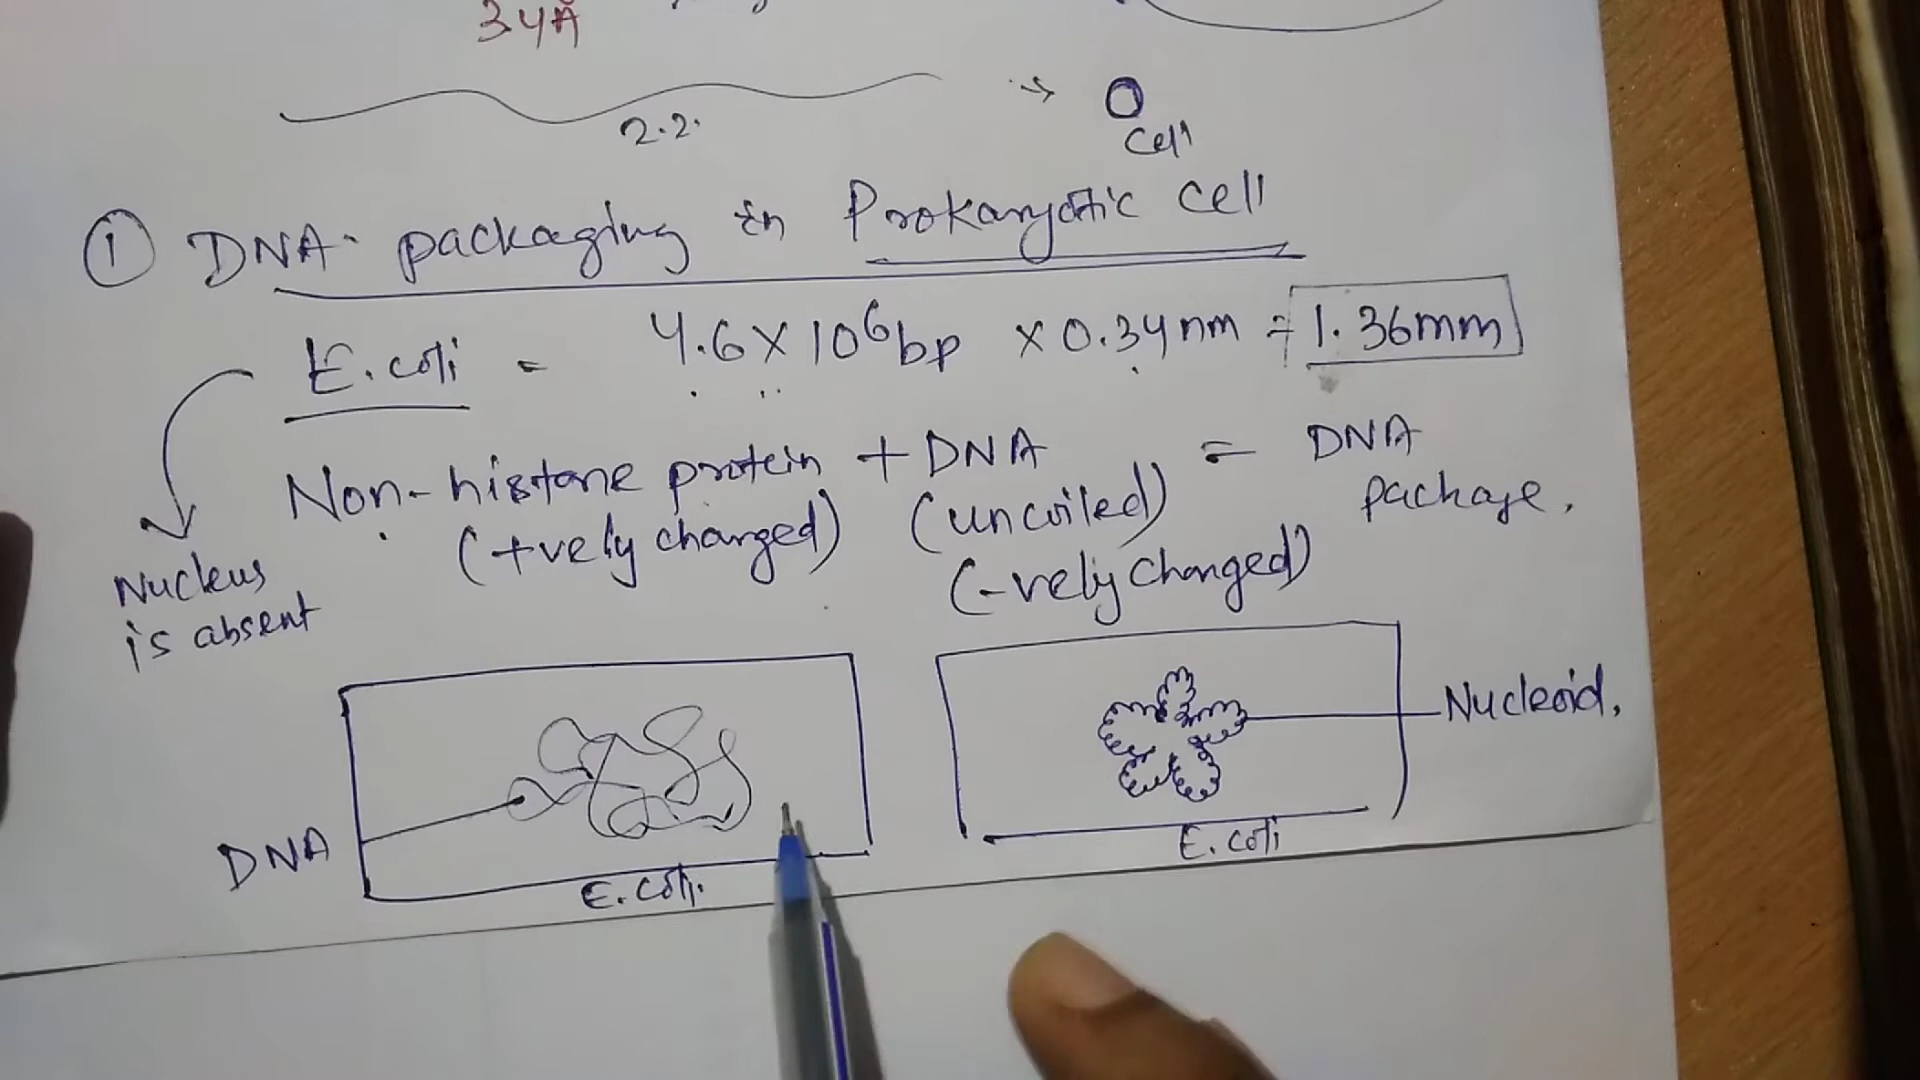 34Å
2.2.
Cell
① DNA packaging in Prokaryotic cell
E.coli = 4.6 × 10⁶ bp × 0.34 nm = 1.36mm
Non-histone protein + DNA = DNA package.
(+vely charged) (uncoiled)
(-vely charged)
Nucleus
is absent
Nucleoid,
DNA
E.coli
E.coli.